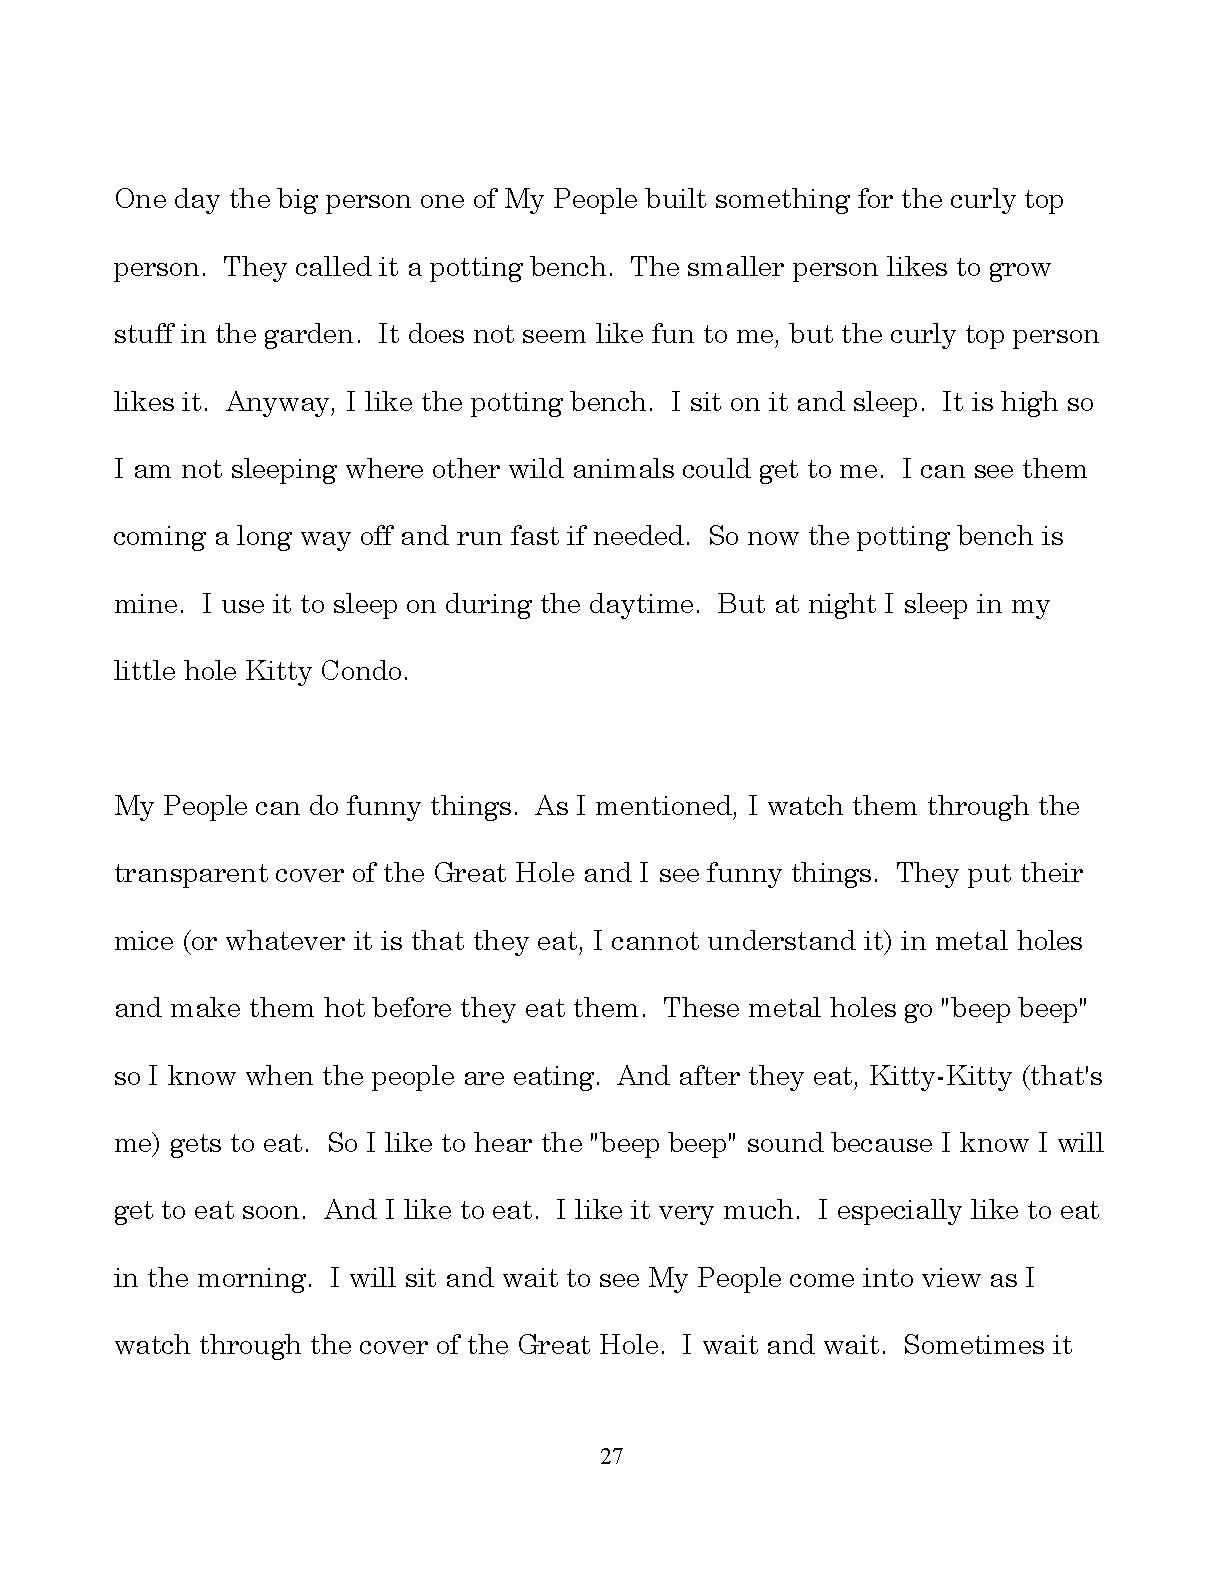 One day the big person one of My People built something for the curly top
person.  They called it a potting bench.  The smaller person likes to grow
stuff in the garden.  It does not seem like fun to me, but the curly top person
likes it.  Anyway, I like the potting bench.  I sit on it and sleep.  It is high so
I am not sleeping where other wild animals could get to me.  I can see them
coming a long way off and run fast if needed.  So now the potting bench is
mine.  I use it to sleep on during the daytime.  But at night I sleep in my
little hole Kitty Condo.
My People can do funny things.  As I mentioned, I watch them through the
transparent cover of the Great Hole and I see funny things.  They put their
mice (or whatever it is that they eat, I cannot understand it) in metal holes
and make them hot before they eat them.  These metal holes go "beep beep"
so I know when the people are eating.  And after they eat, Kitty-Kitty (that's
me) gets to eat.  So I like to hear the "beep beep" sound because I know I will
get to eat soon.  And I like to eat.  I like it very much.  I especially like to eat
in the morning.  I will sit and wait to see My People come into view as I
watch through the cover of the Great Hole.  I wait and wait.  Sometimes it
27